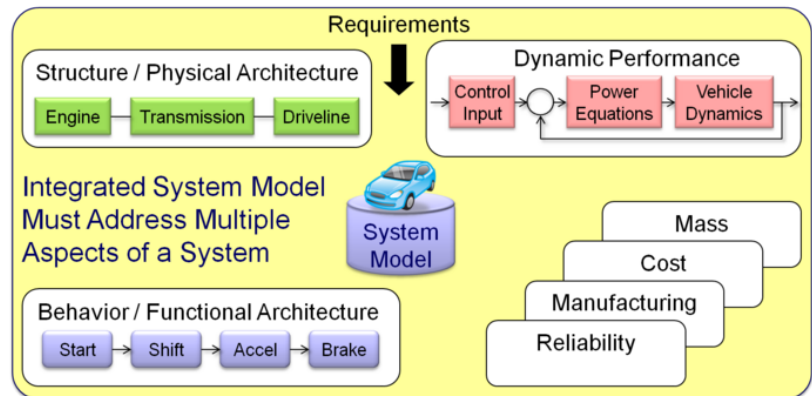 Requirements
Structure / Physical Architecture
Engine
Transmission
Driveline
Dynamic Performance
Control
Input
Power
Equations
Vehicle
Dynamics
Integrated System Model
Must Address Multiple
Aspects of a System
System
Model
Mass
Cost
Manufacturing
Reliability
Behavior / Functional Architecture
Start
Shift
Accel
Brake